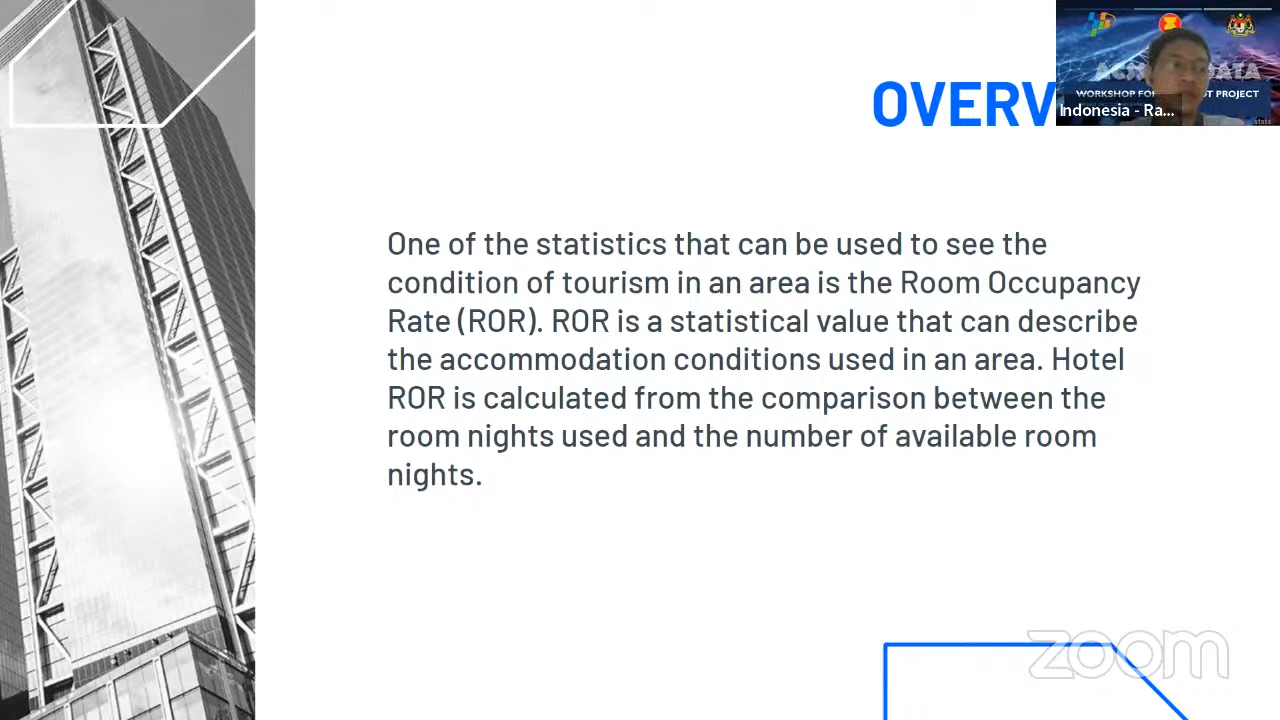 OVERV
WORKSHOP FOR
OT PROJECT
Indonesia - Ra...
One of the statistics that can be used to see the
condition of tourism in an area is the Room Occupancy
Rate (ROR). ROR is a statistical value that can describe
the accommodation conditions used in an area. Hotel
ROR is calculated from the comparison between the
room nights used and the number of available room
nights.
zoom